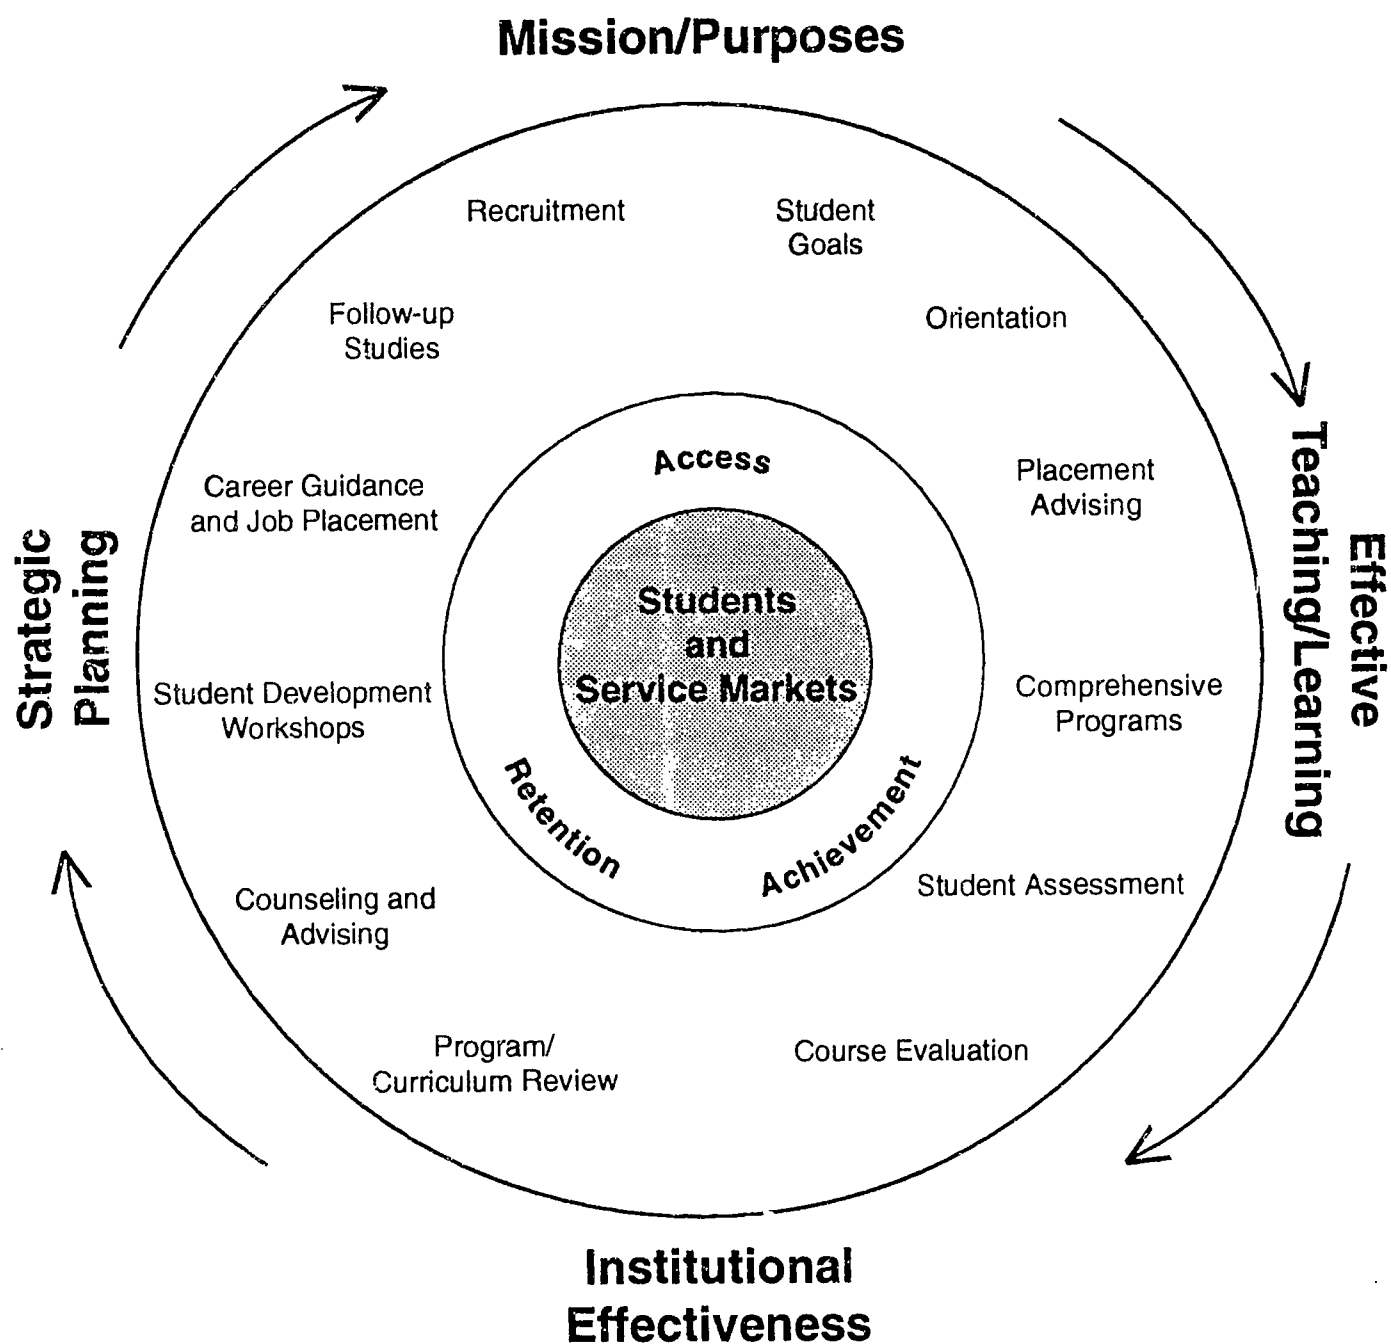 Mission/Purposes
Recruitment
Student
Goals
Follow-up
Studies
Orientation
Access
Placement
Advising
Career Guidance
and Job Placement
Effective
Teaching/Learning
Strategic
Planning
Students
and
Service Markets
Student Development
Workshops
Comprehensive
Programs
Retention
Achievement
Student Assessment
Counseling and
Advising
Program/
Curriculum Review
Course Evaluation
Institutional
Effectiveness